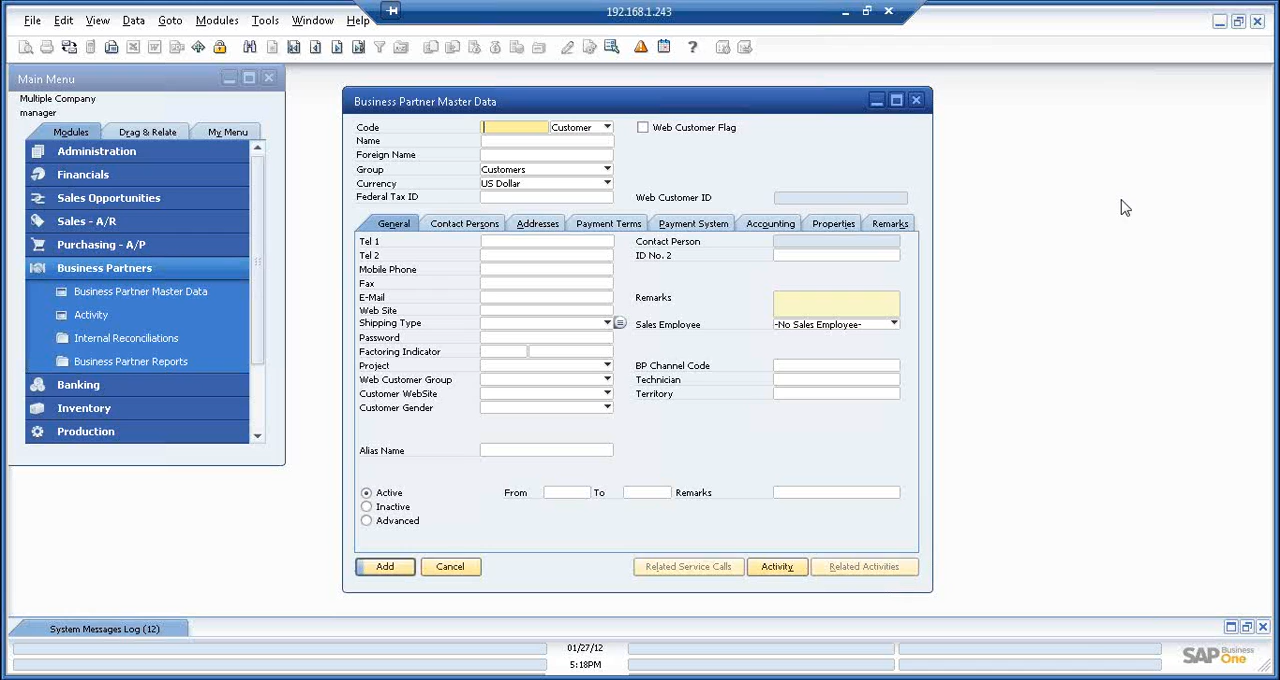 192.168.1.243
File Edit View Data Goto Modules Tools Window Help
Main Menu
Multiple Company
manager
Modules Drag & Relate My Menu
Administration
Financials
Sales Opportunities
Sales - A/R
Purchasing - A/P
Business Partners
Business Partner Master Data
Activity
Internal Reconciliations
Business Partner Reports
Banking
Inventory
Production
Business Partner Master Data
Code Customer Web Customer Flag
Name
Foreign Name
Group Customers
Currency US Dollar
Federal Tax ID Web Customer ID
General Contact Persons Addresses Payment Terms Payment System Accounting Properties Remarks
Tel 1 Contact Person
Tel 2 ID No. 2
Mobile Phone
Fax
E-Mail Remarks
Web Site
Shipping Type Sales Employee -No Sales Employee-
Password
Factoring Indicator
Project BP Channel Code
Web Customer Group Technician
Customer WebSite Territory
Customer Gender
Alias Name
Active From To Remarks
Inactive
Advanced
Add Cancel Related Service Calls Activity Related Activities
System Messages Log (12)
01/27/12
5:18PM
SAP Business One